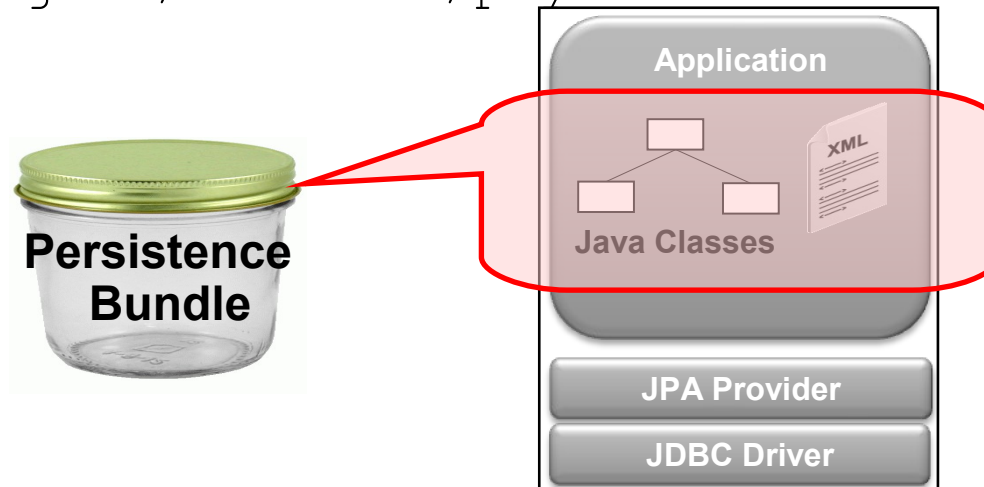 Persistence
Bundle
Application
XML
Java Classes
JPA Provider
JDBC Driver